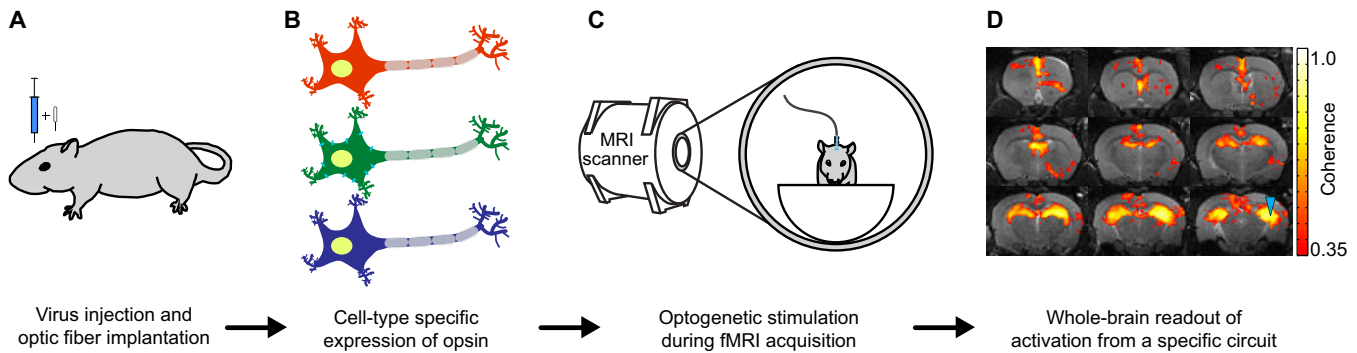 A
B
C
D
+
MRI
scanner
1.0
Coherence
0.35
Virus injection and
optic fiber implantation
Cell-type specific
expression of opsin
Optogenetic stimulation
during fMRI acquisition
Whole-brain readout of
activation from a specific circuit